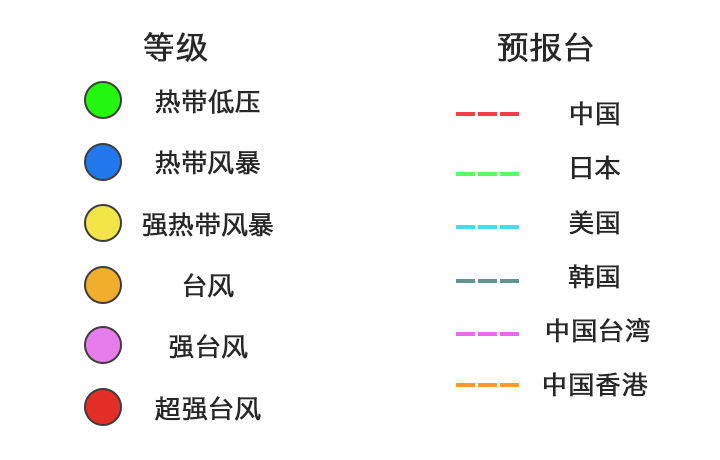 等级
热带低压
热带风暴
强热带风暴
台风
强台风
超强台风
预报台
中国
日本
美国
韩国
中国台湾
中国香港